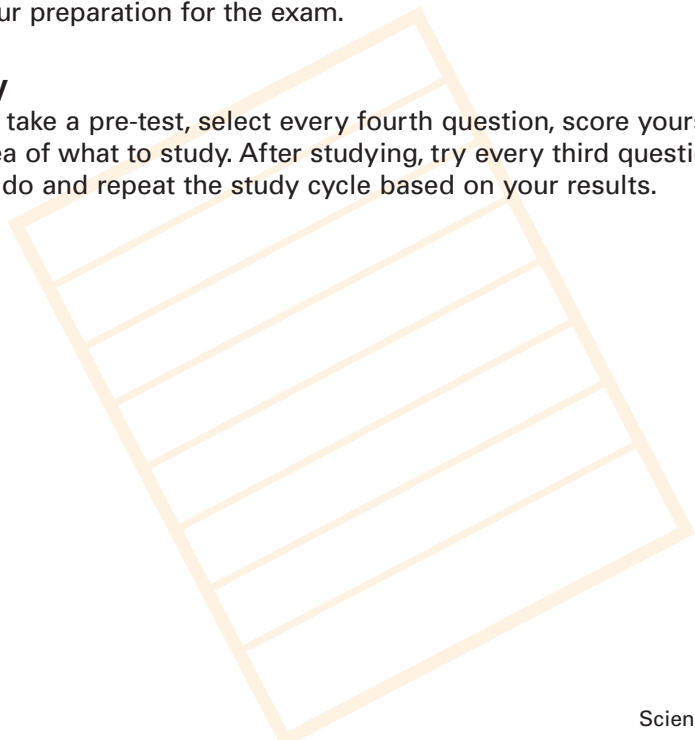 ur preparation for the exam.
y
take a pre-test, select every fourth question, score yours
ea of what to study. After studying, try every third questio
do and repeat the study cycle based on your results.
Scien